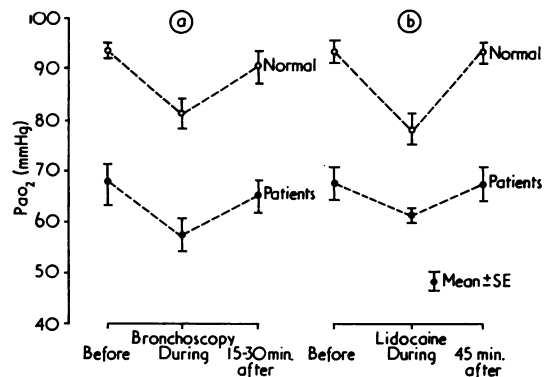 100
90
80
70
60
50
40
Pao2 (mmHg)
a
b
Normal
Normal
Patients
Patients
Mean ± SE
Bronchoscopy
Before During 15-30 min. after
Lidocaine
Before During 45 min. after